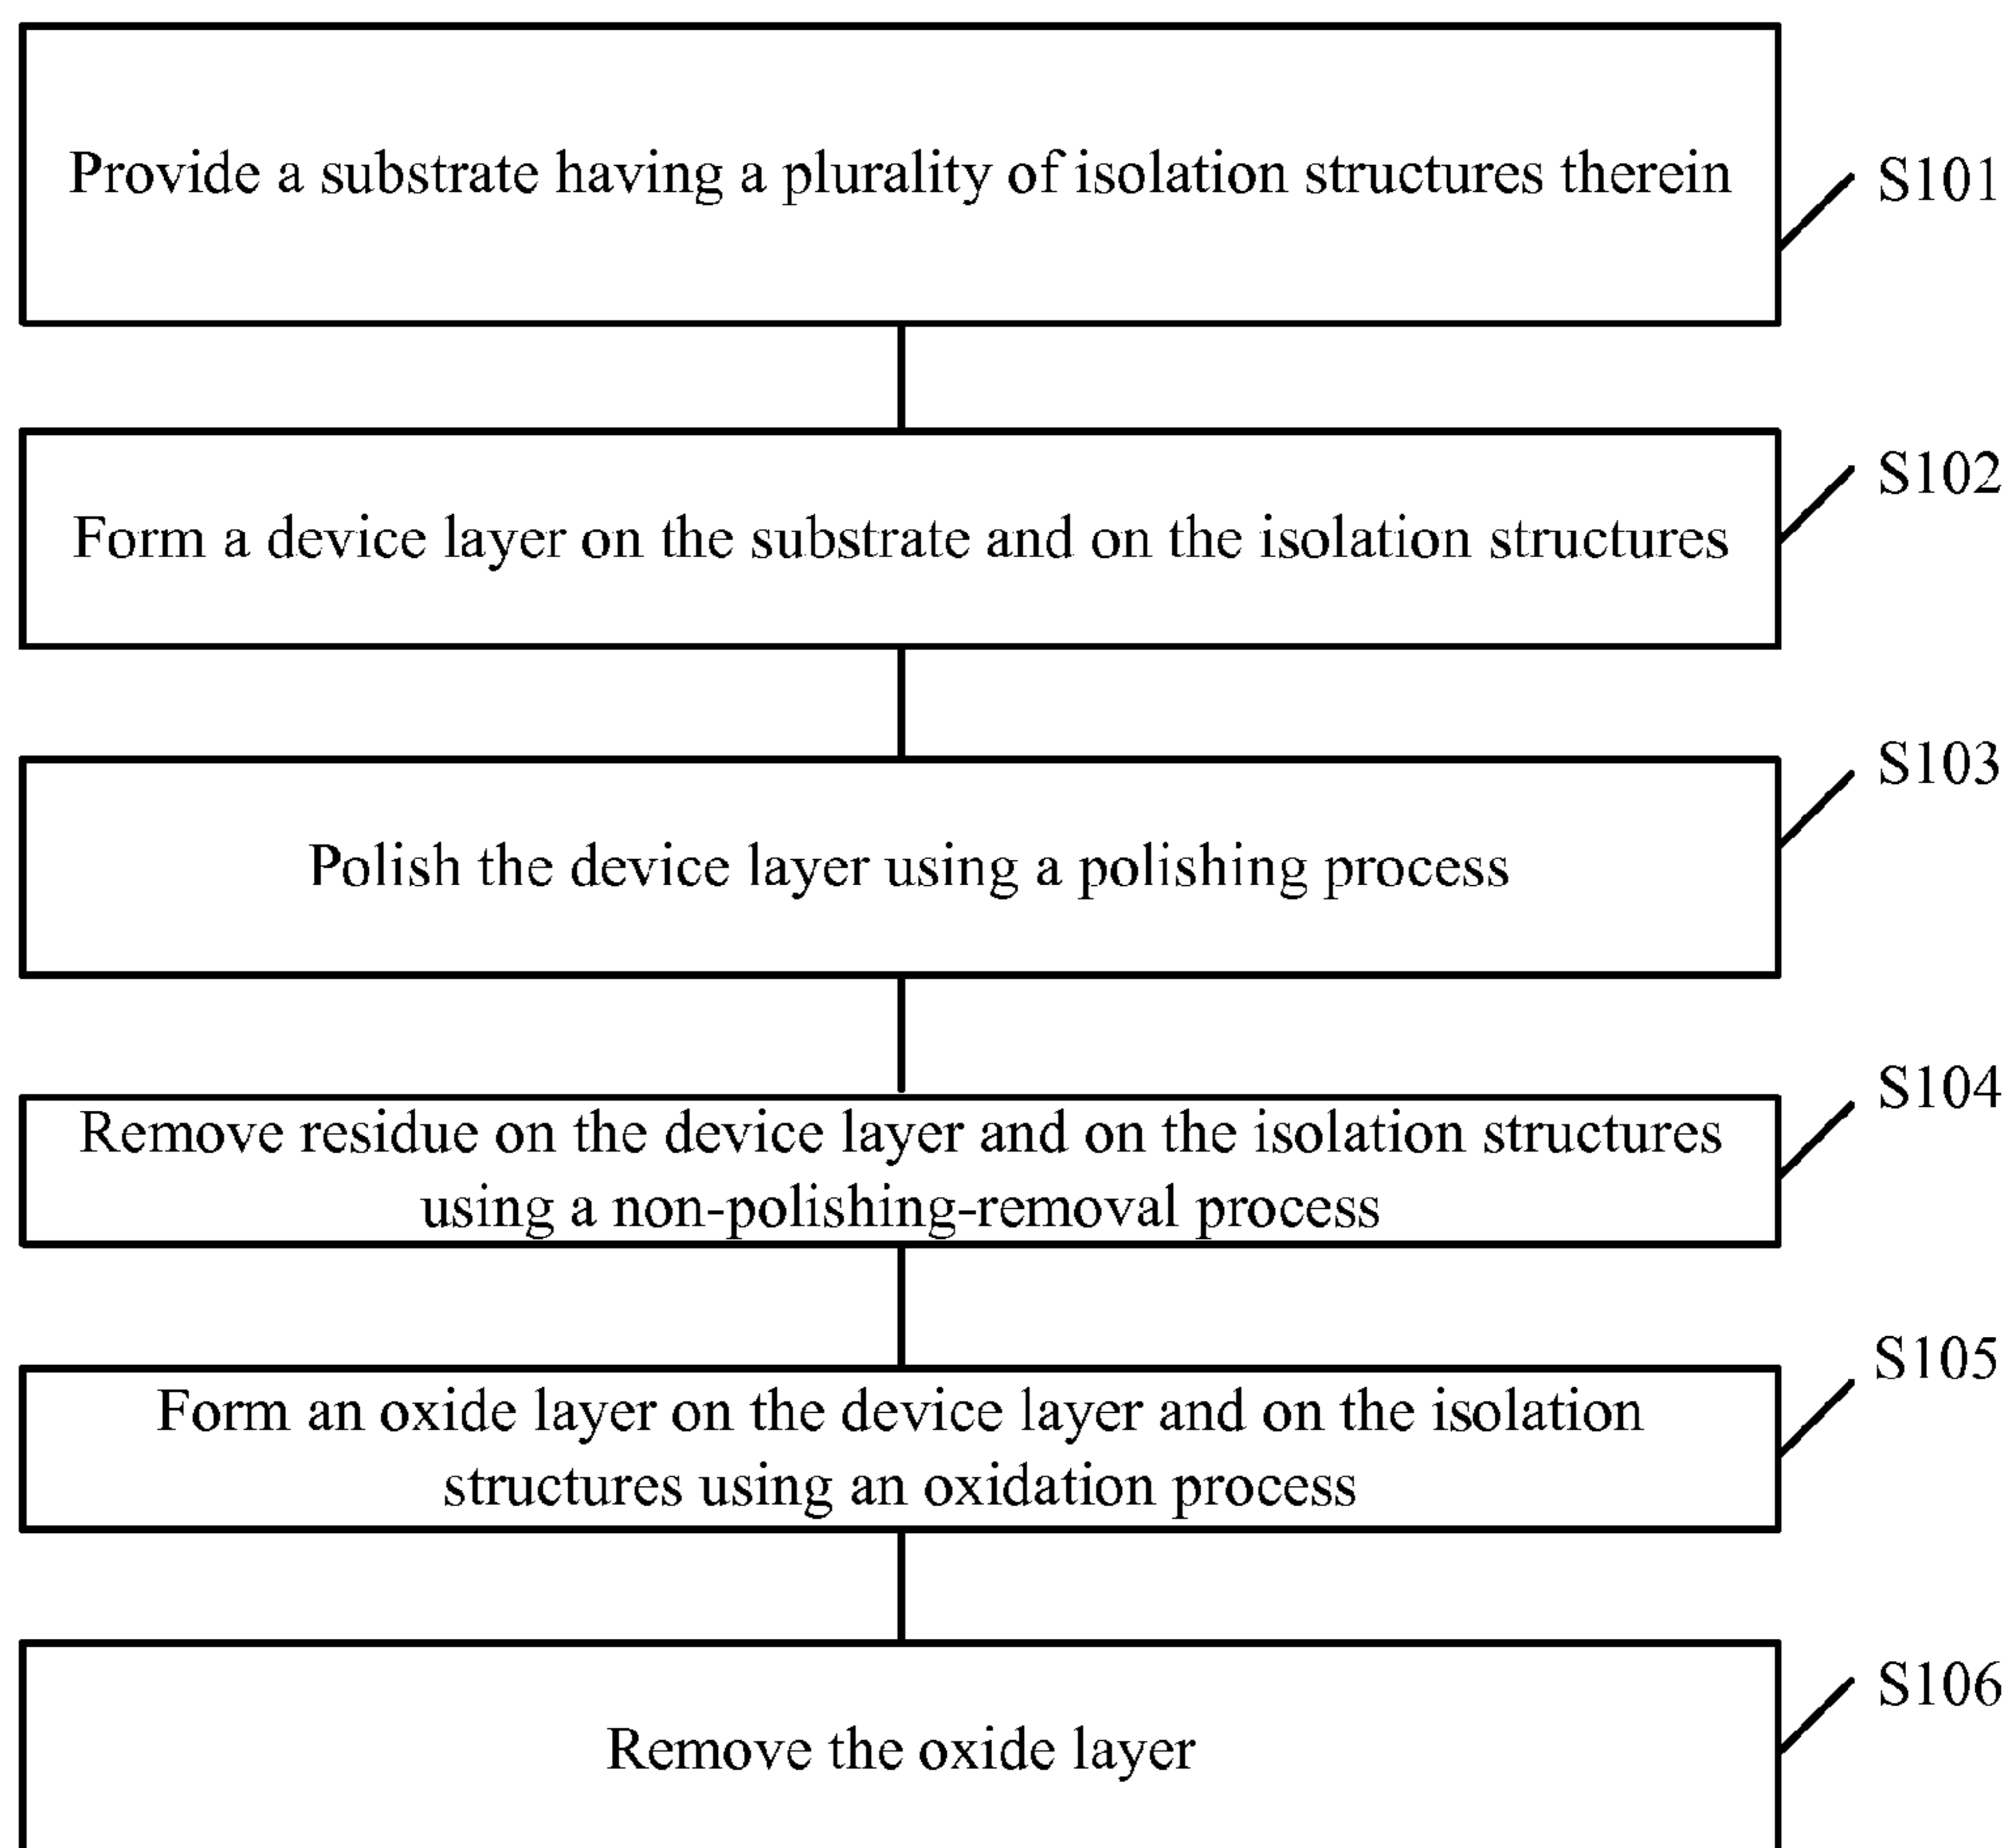 Provide a substrate having a plurality of isolation structures therein
S101
Form a device layer on the substrate and on the isolation structures
S102
Polish the device layer using a polishing process
S103
Remove residue on the device layer and on the isolation structures
using a non-polishing-removal process
S104
Form an oxide layer on the device layer and on the isolation
structures using an oxidation process
S105
Remove the oxide layer
S106